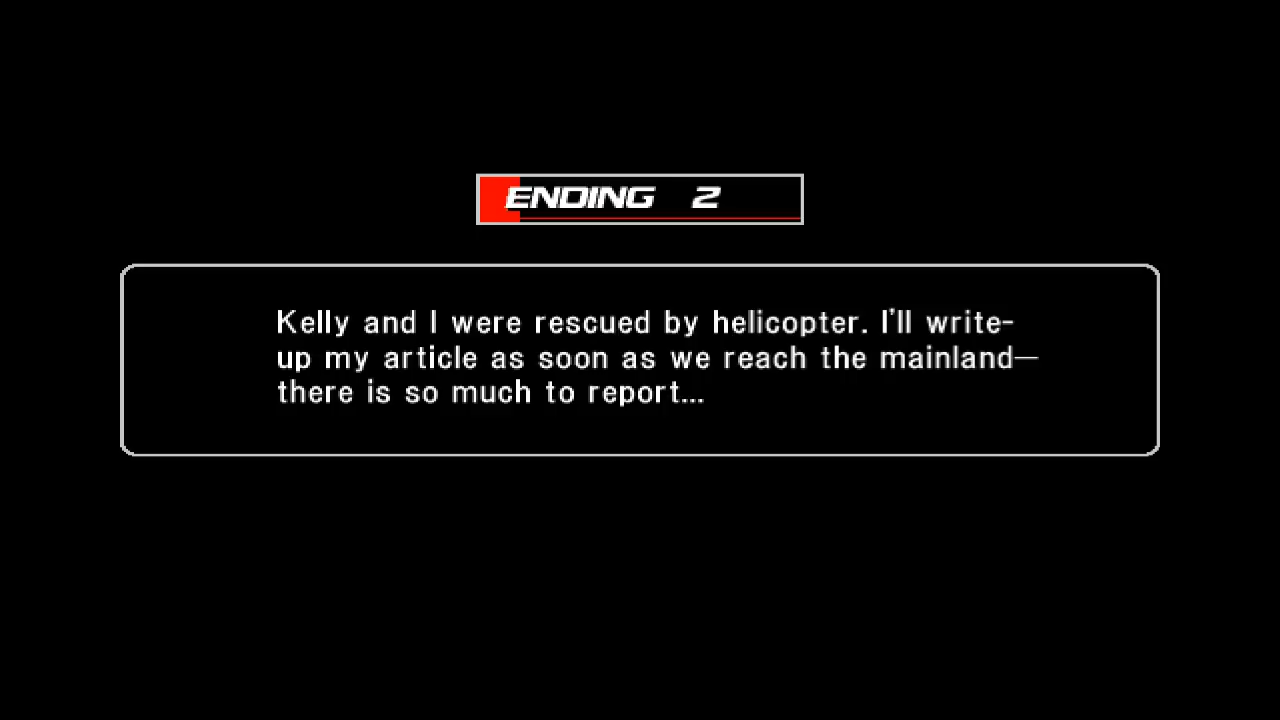 ENDING 2
Kelly and I were rescued by helicopter. I'll write-
up my article as soon as we reach the mainland—
there is so much to report...